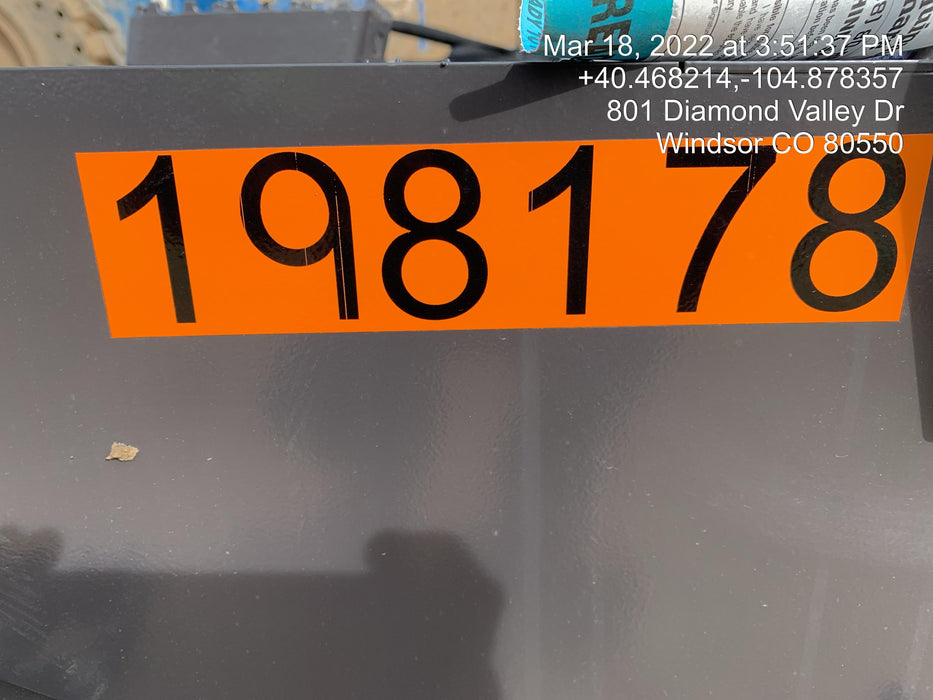 Mar 18, 2022 at 3:51:37 PM
+40.468214,-104.878357
801 Diamond Valley Dr
Windsor CO 80550
198178